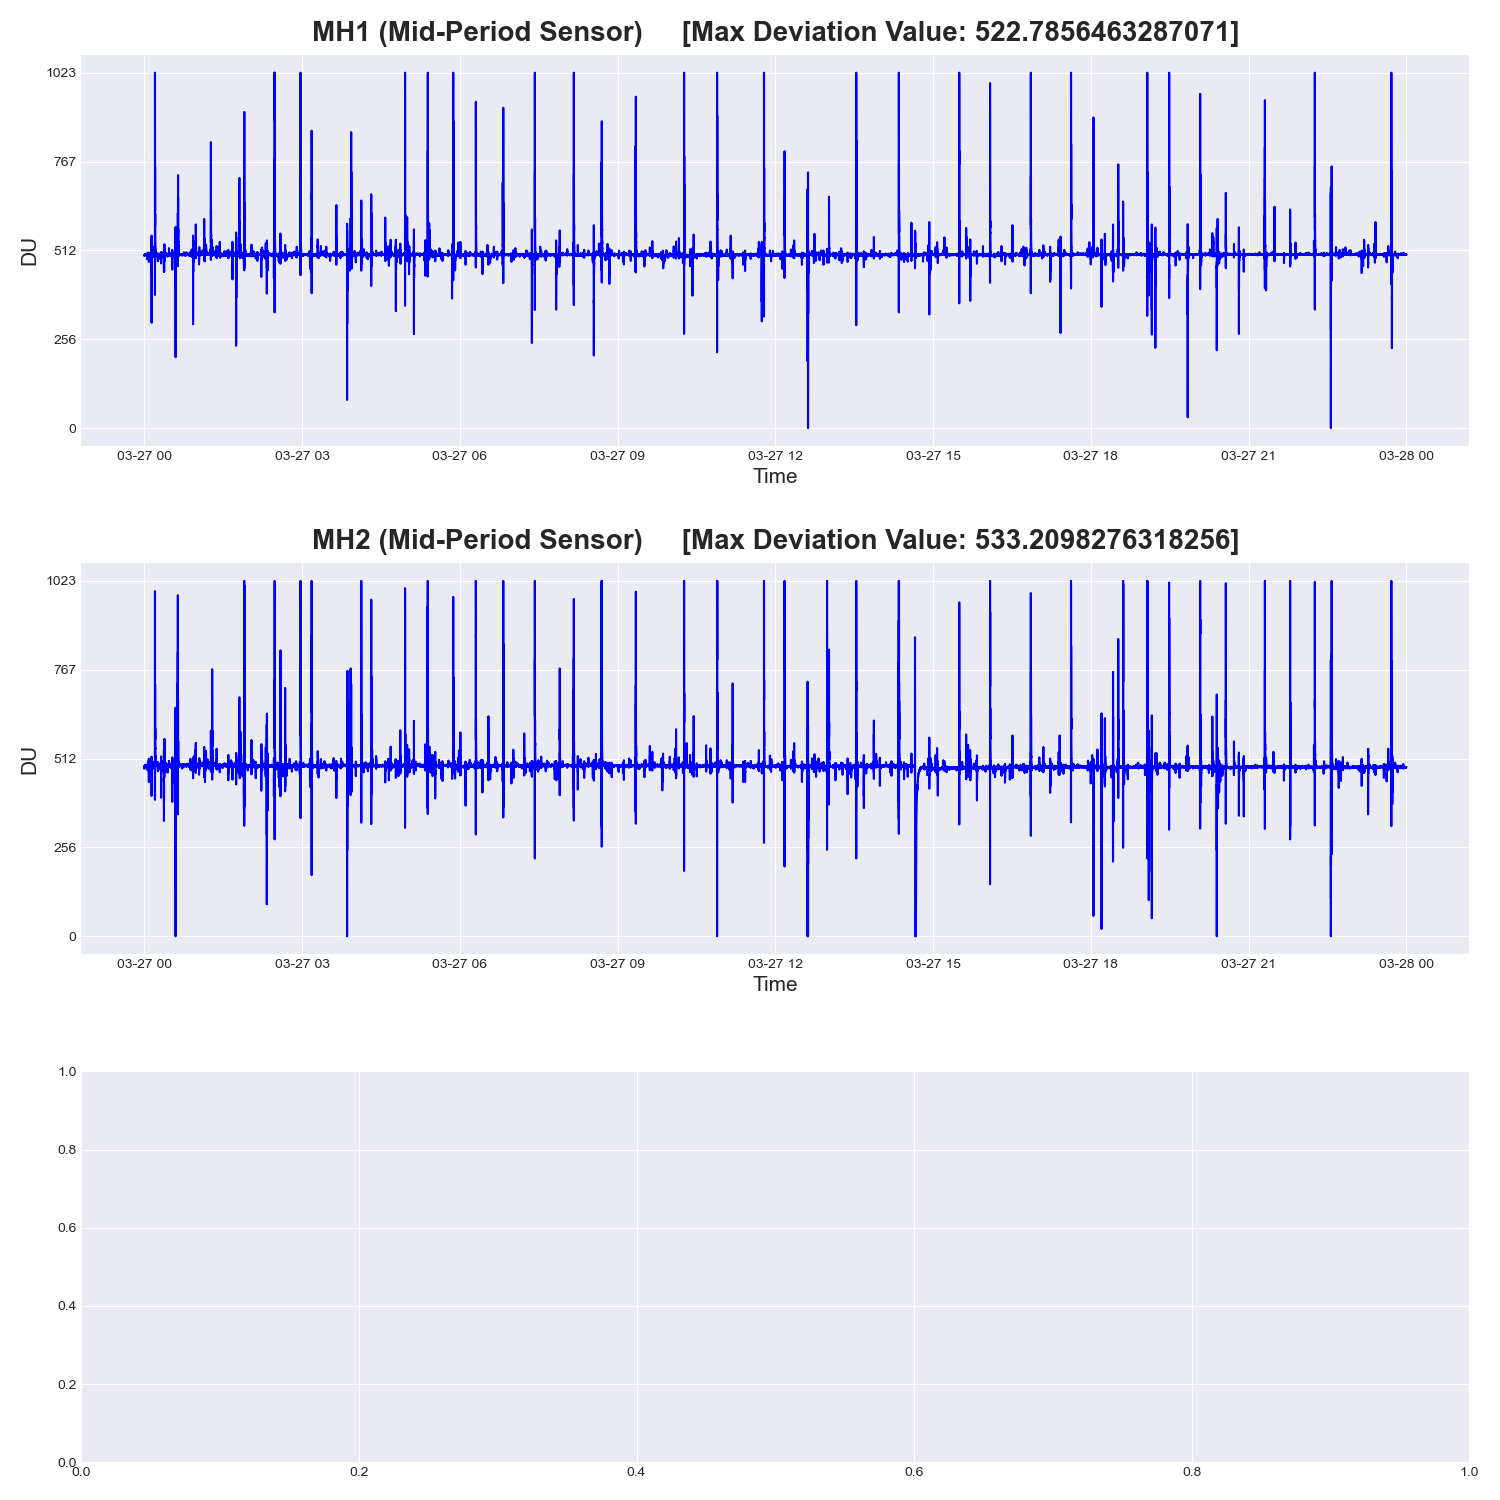 MH1 (Mid-Period Sensor) [Max Deviation Value: 522.7856463287071]
1023
767
512
256
0
DU
03-27 00 03-27 03 03-27 06 03-27 09 03-27 12 03-27 15 03-27 18 03-27 21 03-28 00
Time
MH2 (Mid-Period Sensor) [Max Deviation Value: 533.2098276318256]
1023
767
512
256
0
DU
03-27 00 03-27 03 03-27 06 03-27 09 03-27 12 03-27 15 03-27 18 03-27 21 03-28 00
Time
1.0
0.8
0.6
0.4
0.2
0.0
0.0 0.2 0.4 0.6 0.8 1.0